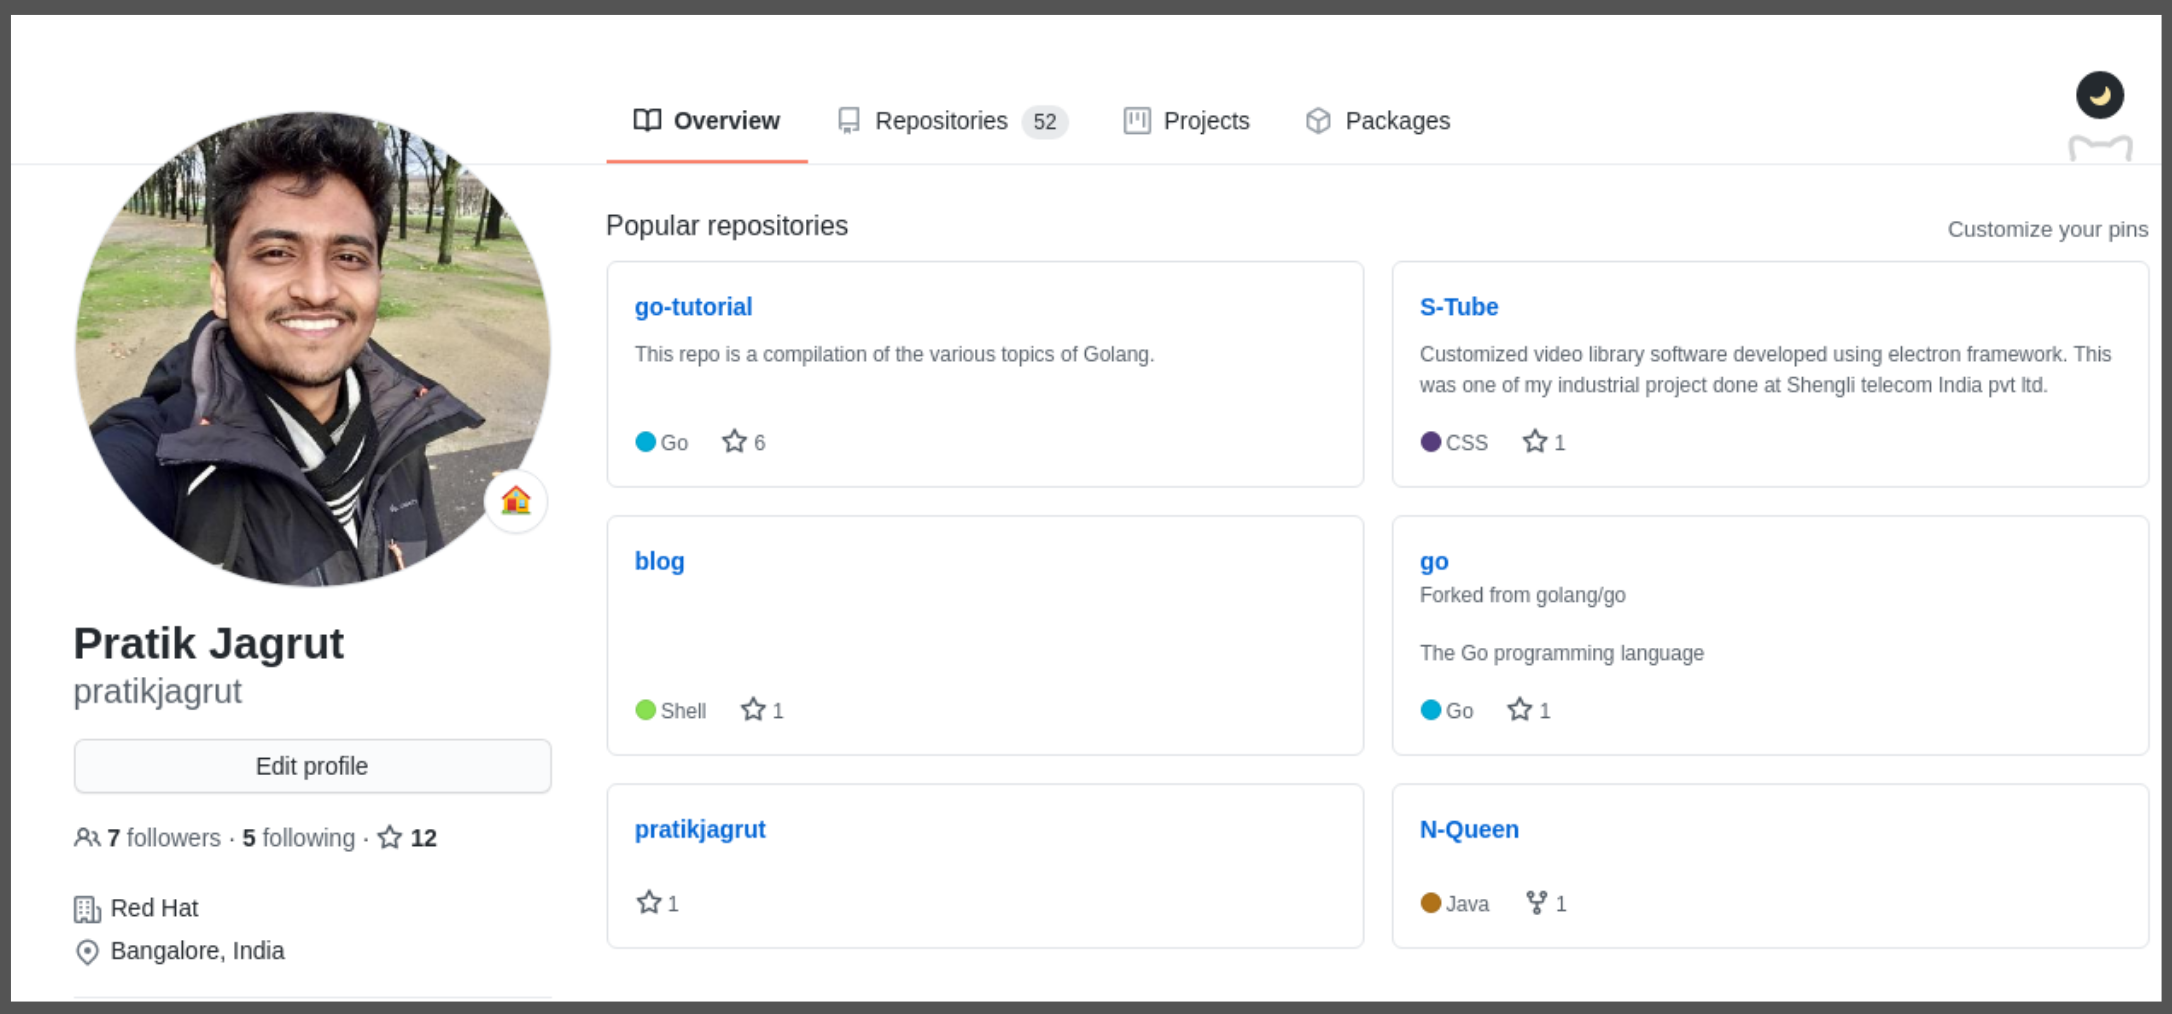 Overview
Repositories 52
Projects
Packages
Pratik Jagrut
pratikjagrut
Edit profile
7 followers · 5 following · 12
Red Hat
Bangalore, India
Popular repositories
Customize your pins
go-tutorial
This repo is a compilation of the various topics of Golang.
Go 6
S-Tube
Customized video library software developed using electron framework. This
was one of my industrial project done at Shengli telecom India pvt ltd.
CSS 1
blog
Shell 1
go
Forked from golang/go
The Go programming language
Go 1
pratikjagrut
1
N-Queen
Java 1